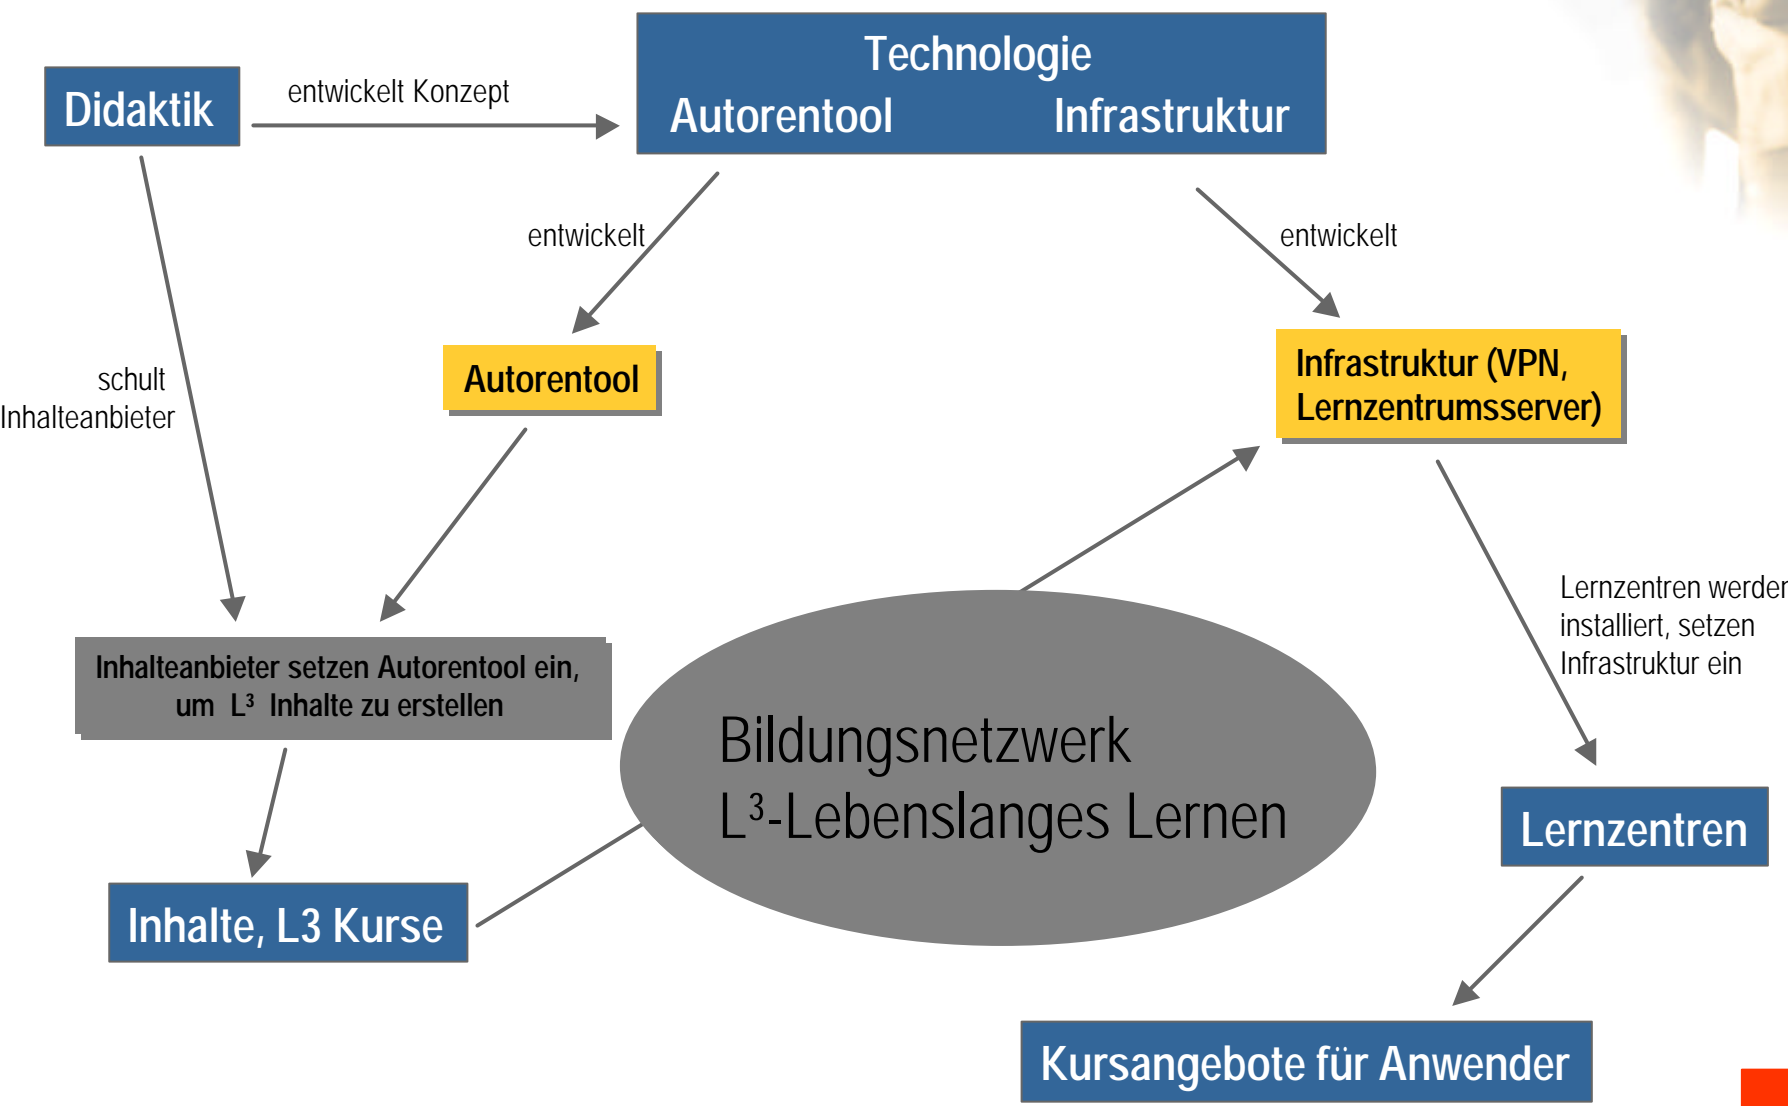 Technologie
Autorentool Infrastruktur
Didaktik
entwickelt Konzept
entwickelt
entwickelt
schult
Inhalteanbieter
Autorentool
Infrastruktur (VPN,
Lernzentrumsserver)
Lernzentren werden
installiert, setzen
Infrastruktur ein
Inhalteanbieter setzen Autorentool ein,
um L³ Inhalte zu erstellen
Bildungsnetzwerk
L³-Lebenslanges Lernen
Lernzentren
Inhalte, L3 Kurse
Kursangebote für Anwender